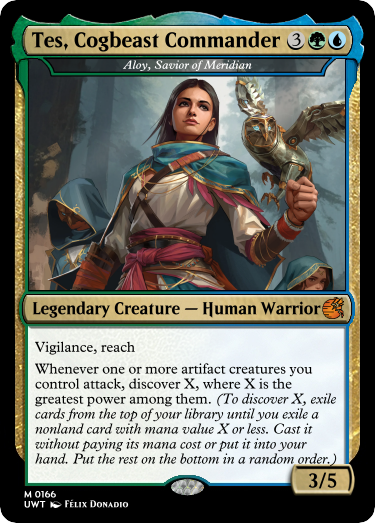 Tes, Cogbeast Commander 3
Aloy, Savior of Meridian
Legendary Creature — Human Warrior
Vigilance, reach
Whenever one or more artifact creatures you
control attack, discover X, where X is the
greatest power among them. (To discover X, exile
cards from the top of your library until you exile a
nonland card with mana value X or less. Cast it
without paying its mana cost or put it into your
hand. Put the rest on the bottom in a random order.)
3/5
M 0166
UWT Félix Donadio